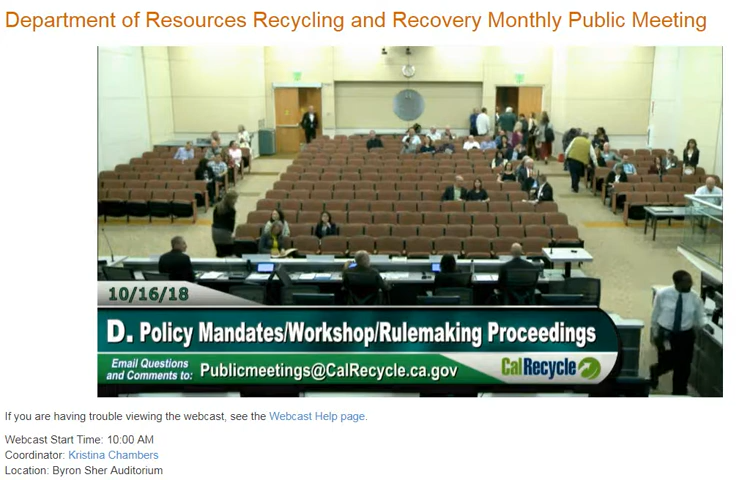 Department of Resources Recycling and Recovery Monthly Public Meeting
10/16/18
D. Policy Mandates/Workshop/Rulemaking Proceedings
Email Questions
and Comments to: Publicmeetings@CalRecycle.ca.gov
CalRecycle
If you are having trouble viewing the webcast, see the Webcast Help page.
Webcast Start Time: 10:00 AM
Coordinator: Kristina Chambers
Location: Byron Sher Auditorium